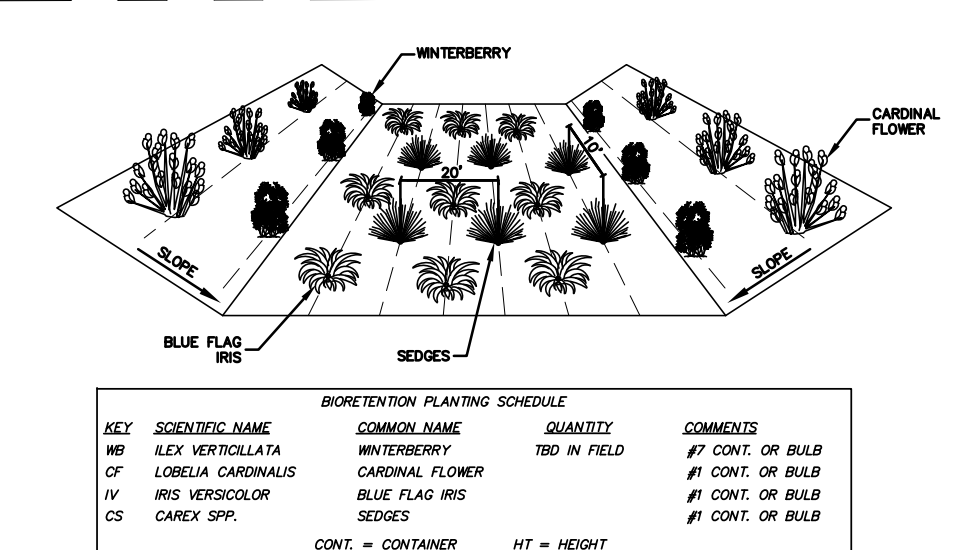 WINTERBERRY
CARDINAL
FLOWER
10'
20'
SLOPE
SLOPE
BLUE FLAG
IRIS
SEDGES
BIORETENTION PLANTING SCHEDULE
KEY SCIENTIFIC NAME COMMON NAME QUANTITY COMMENTS
WB ILEX VERTICILLATA WINTERBERRY TBD IN FIELD #7 CONT. OR BULB
CF LOBELIA CARDINALIS CARDINAL FLOWER #1 CONT. OR BULB
IV IRIS VERSICOLOR BLUE FLAG IRIS #1 CONT. OR BULB
CS CAREX SPP. SEDGES #1 CONT. OR BULB
CONT. = CONTAINER HT = HEIGHT